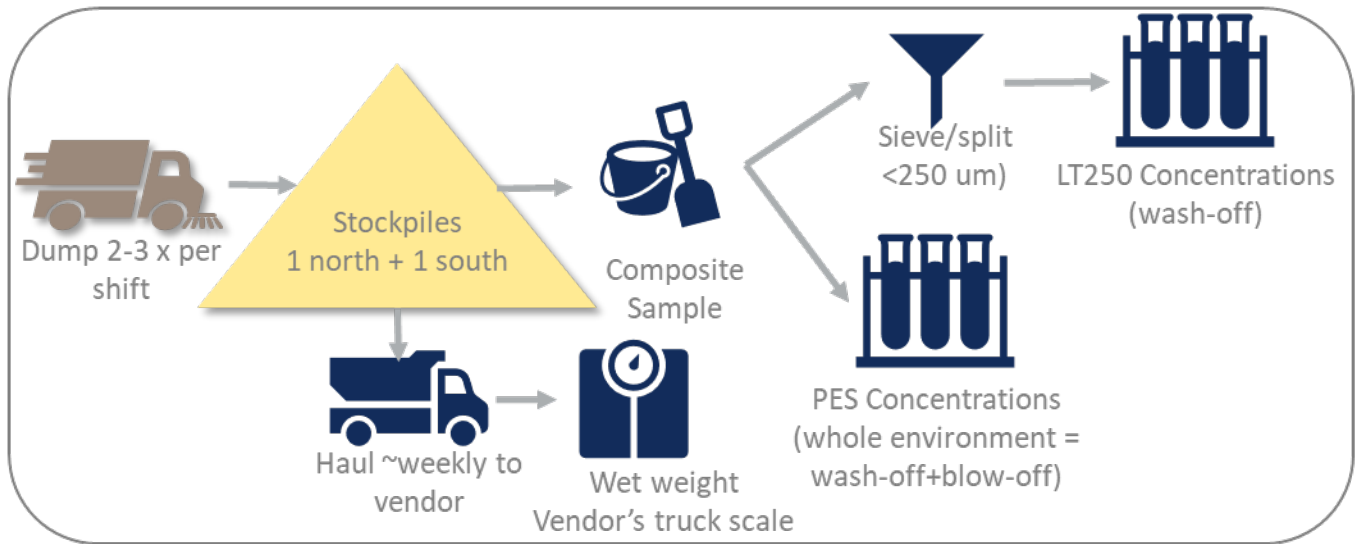 Dump 2-3 x per
shift
Stockpiles
1 north + 1 south
Haul ~weekly to
vendor
Wet weight
Vendor's truck scale
Composite
Sample
Sieve/split
<250 um)
LT250 Concentrations
(wash-off)
PES Concentrations
(whole environment =
wash-off+blow-off)